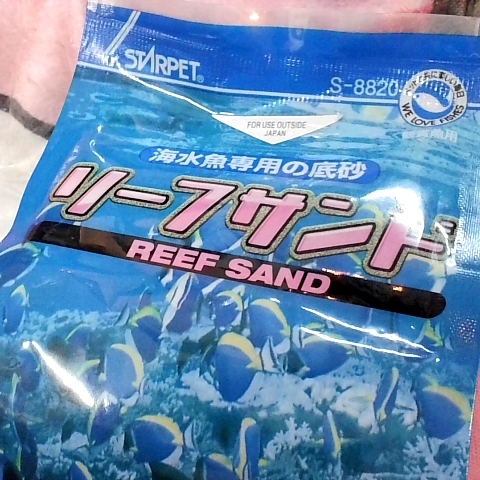 STARPET®
S-8820
WE LOVE FISHES
FOR USE OUTSIDE
JAPAN
海水魚専用の底砂
リーフサンド
REEF SAND